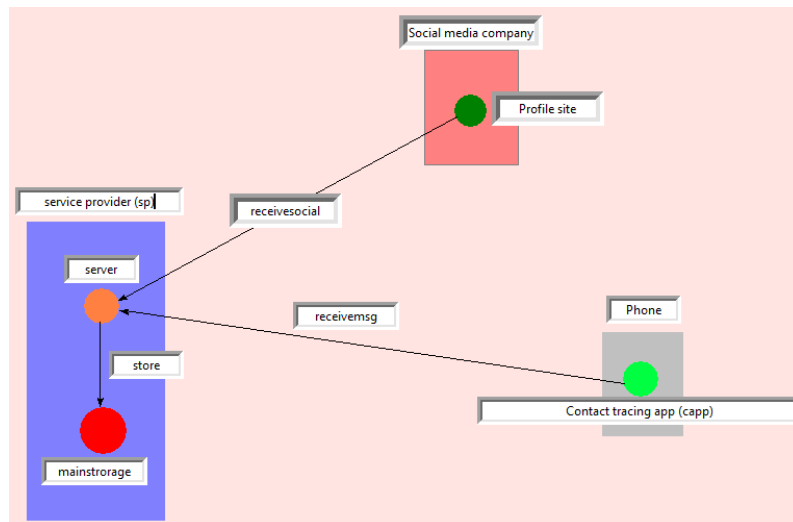 Social media company
Profile site
service provider (sp)
receivesocial
server
receivemsg
Phone
store
Contact tracing app (capp)
mainstrorage